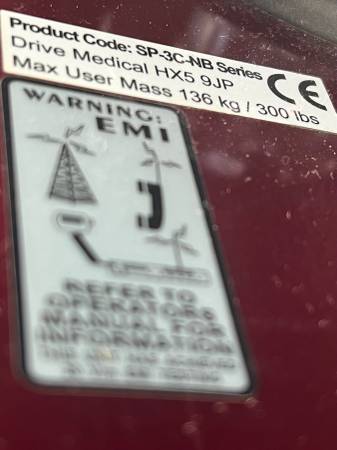 Product Code: SP-3C-NB Series
Drive Medical HX5 9JP
Max User Mass 136 kg / 300 lbs
CE
WARNING:
EMI
REFER TO
OPERATORS
MANUAL FOR
INFORMATION